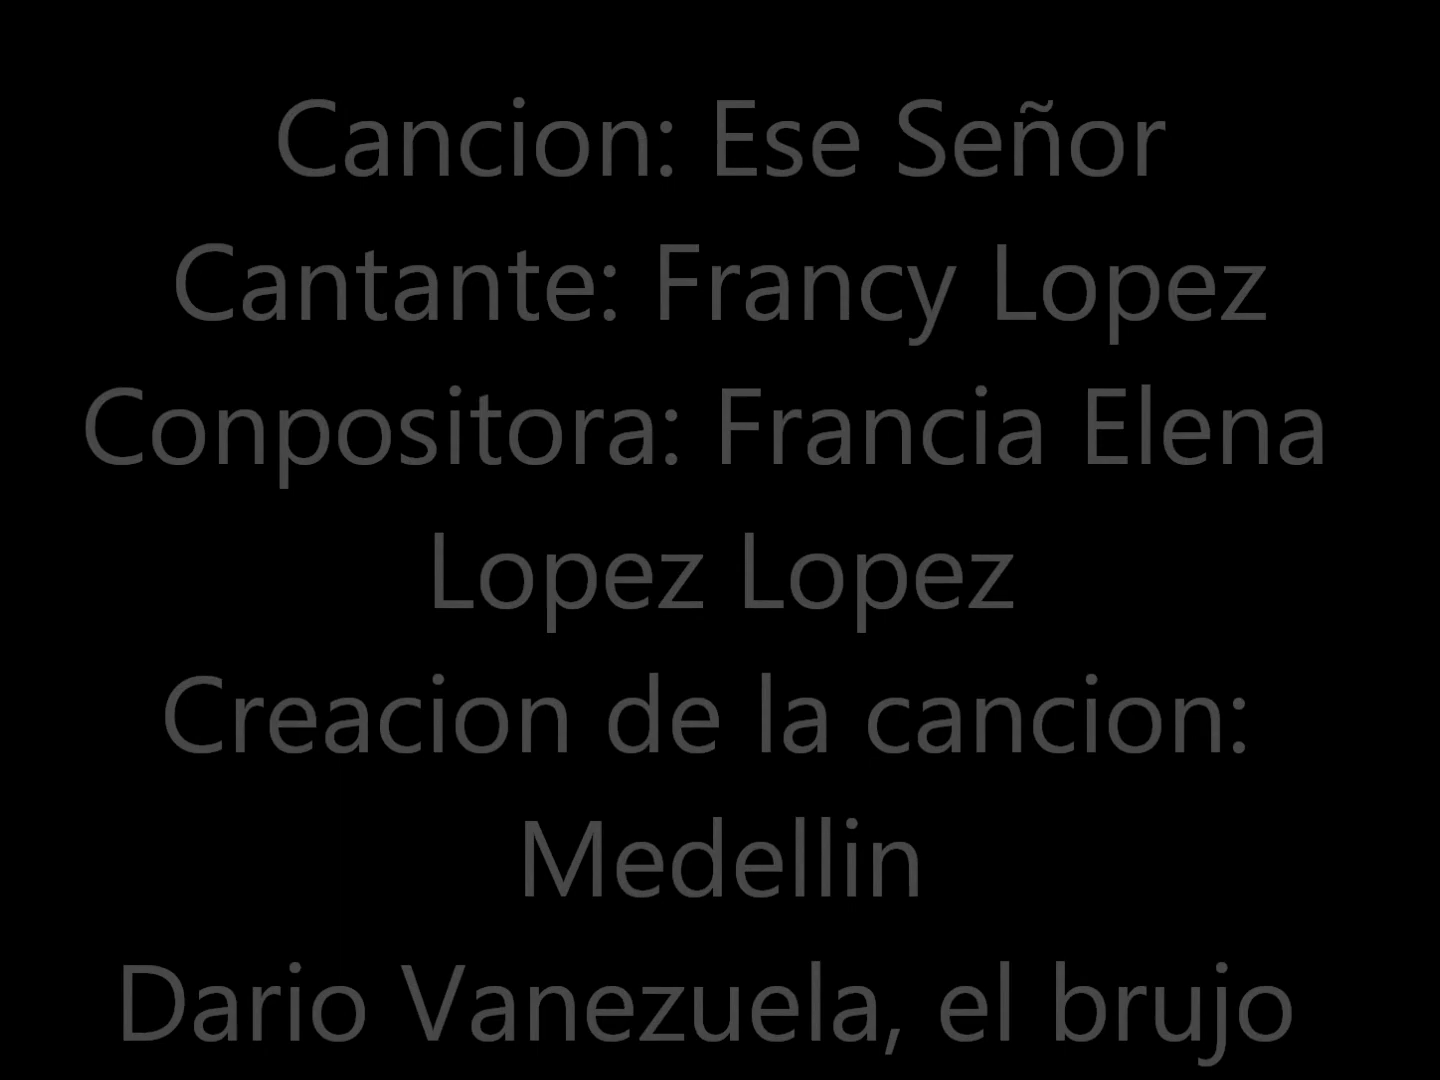 Cancion: Ese Señor
Cantante: Francy Lopez
Conpositora: Francia Elena
Lopez Lopez
Creacion de la cancion:
Medellin
Dario Vanezuela, el brujo